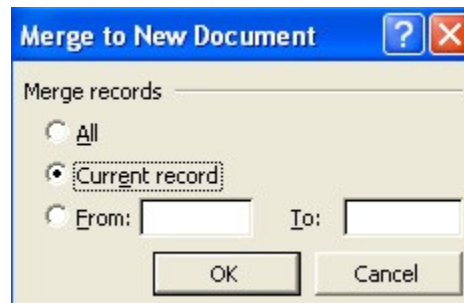 Merge to New Document
Merge records
All
Current record
From: To:
OK Cancel